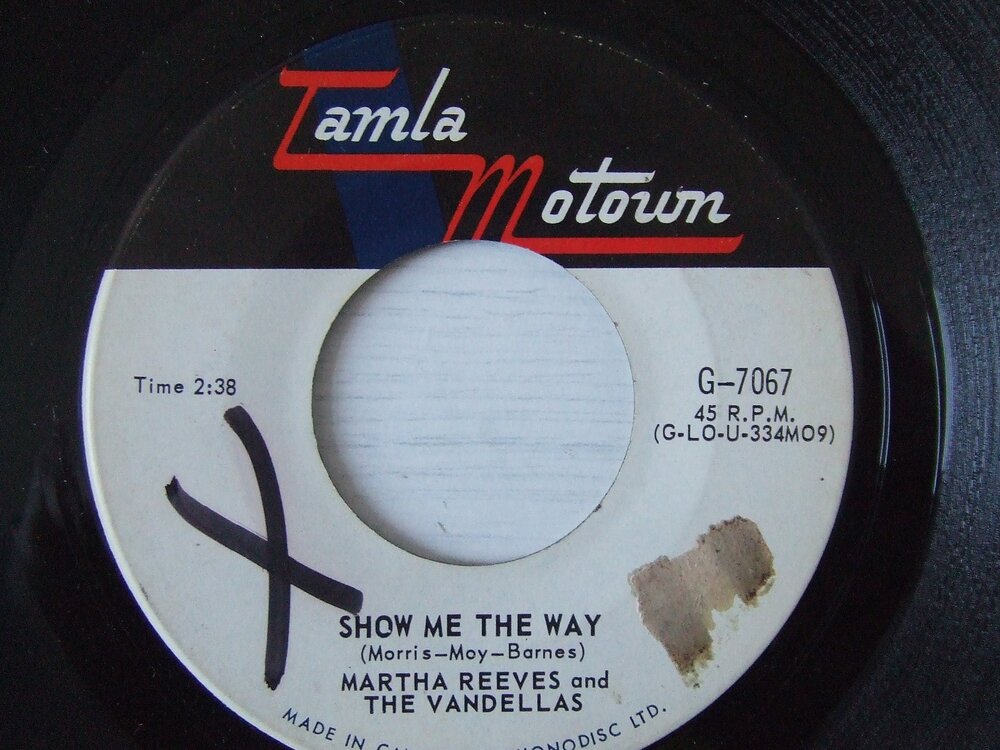 Tamla
Motown
Time 2:38
G-7067
45 R.P.M.
(G-LO-U-334MO9)
SHOW ME THE WAY
(Morris-Moy-Barnes)
MARTHA REEVES and
THE VANDELLAS
MADE IN
LTD.